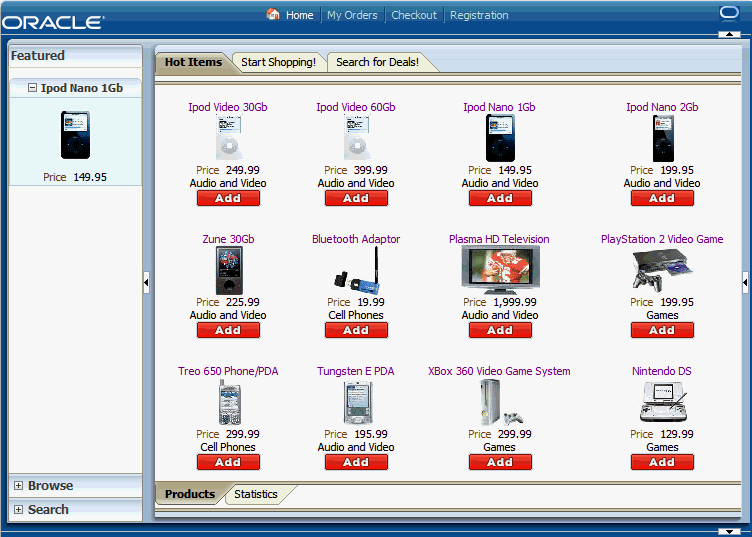 ORACLE
Home My Orders Checkout Registration
Featured
Ipod Nano 1Gb
Price 149.95
Browse
Search
Hot Items Start Shopping! Search for Deals!
Ipod Video 30Gb Ipod Video 60Gb Ipod Nano 1Gb Ipod Nano 2Gb
Price 249.99 Price 399.99 Price 149.95 Price 199.95
Audio and Video Audio and Video Audio and Video Audio and Video
Add Add Add Add
Zune 30Gb Bluetooth Adaptor Plasma HD Television PlayStation 2 Video Game
Price 225.99 Price 19.99 Price 1,999.99 Price 199.95
Audio and Video Cell Phones Audio and Video Games
Add Add Add Add
Treo 650 Phone/PDA Tungsten E PDA XBox 360 Video Game System Nintendo DS
Price 299.99 Price 195.99 Price 299.99 Price 129.99
Cell Phones Audio and Video Games Games
Add Add Add Add
Products Statistics